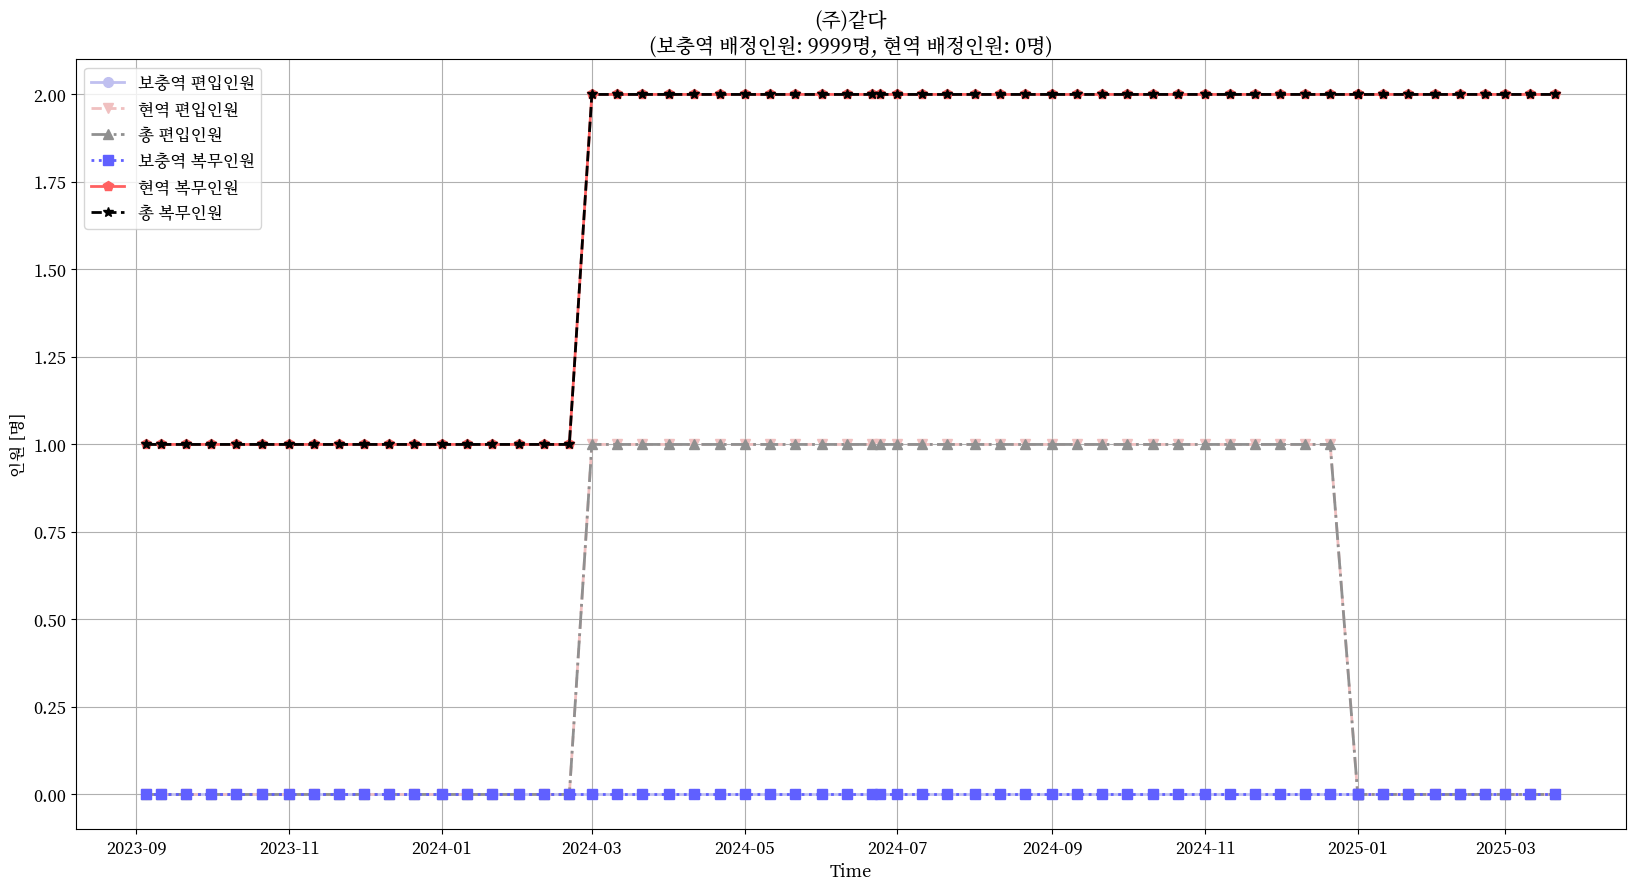 (주)같다
(보충역 배정인원: 9999명, 현역 배정인원: 0명)
보충역 편입인원
현역 편입인원
총 편입인원
보충역 복무인원
현역 복무인원
총 복무인원
인원 [명]
2.00
1.75
1.50
1.25
1.00
0.75
0.50
0.25
0.00
2023-09 2023-11 2024-01 2024-03 2024-05 2024-07 2024-09 2024-11 2025-01 2025-03
Time